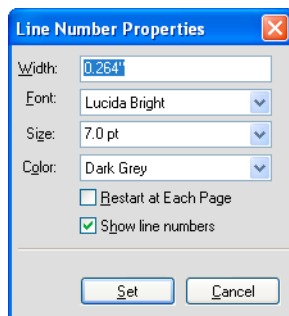 Line Number Properties
Width: 0.264"
Font: Lucida Bright
Size: 7.0 pt
Color: Dark Grey
Restart at Each Page
Show line numbers
Set Cancel